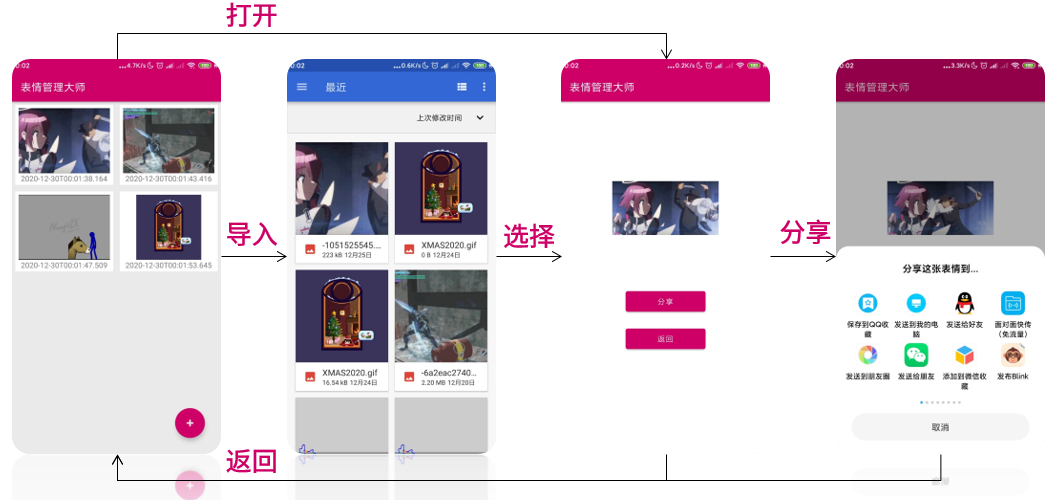 打开
0:02
...4.7K/s
100
表情管理大师
2020-12-30T00:01:38.164
2020-12-30T00:01:43.416
2020-12-30T00:01:47.509
2020-12-30T00:01:53.645
+
导入
0:02
...0.6K/s
100
最近
上次修改时间
-1051525545....
223 kB 12月25日
XMAS2020.gif
0 B 12月24日
XMAS2020.gif
16.54 kB 12月24日
-6a2eac2740...
2.20 MB 12月20日
选择
0:02
...0.2K/s
100
表情管理大师
分享
返回
分享
0:02
...3.3K/s
100
表情管理大师
分享这张表情到...
保存到QQ收
藏
发送到我的电
脑
发送给好友
面对面快传
（免流量）
发送到朋友圈
发送给朋友
添加到微信收
藏
发布Blink
取消
返回